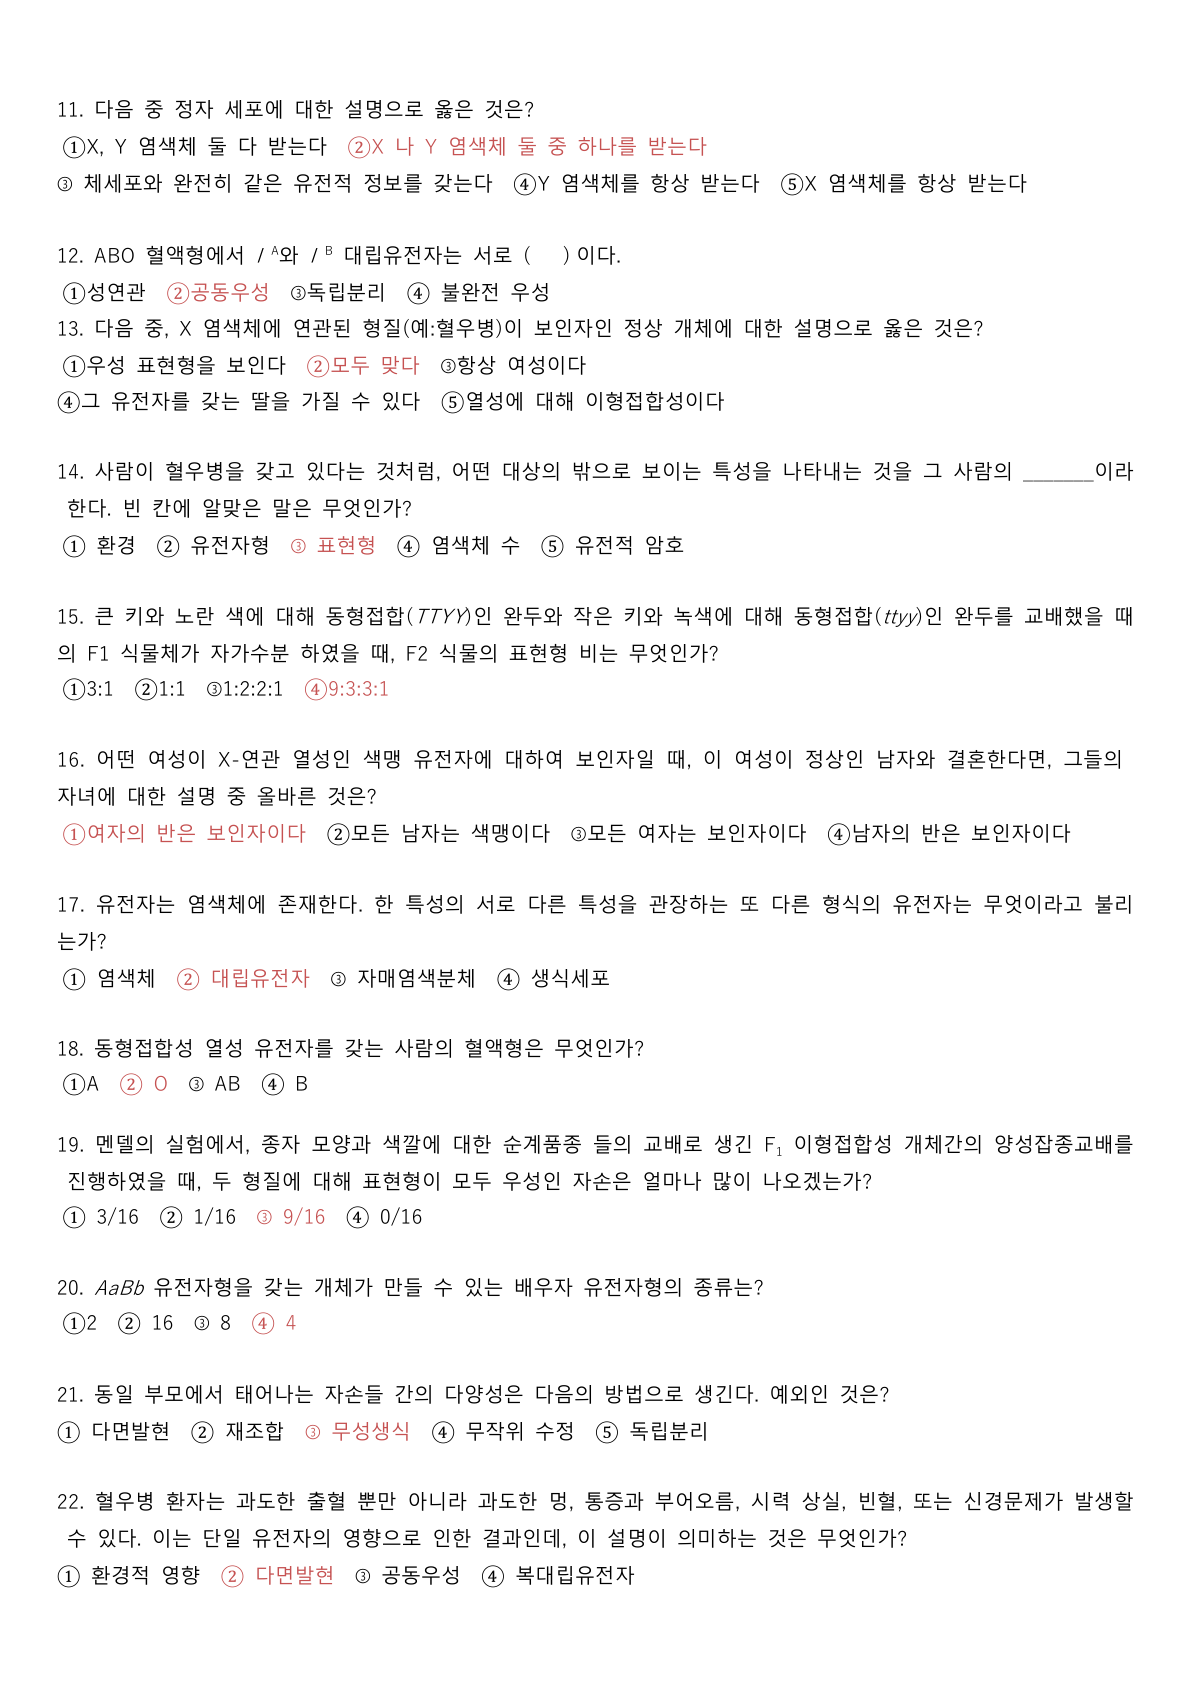 11. 다음 중 정자 세포에 대한 설명으로 옳은 것은?
①X, Y 염색체 둘 다 받는다 ②X 나 Y 염색체 둘 중 하나를 받는다
③ 체세포와 완전히 같은 유전적 정보를 갖는다 ④Y 염색체를 항상 받는다 ⑤X 염색체를 항상 받는다
12. ABO 혈액형에서 I A와 I B 대립유전자는 서로 ( ) 이다.
①성연관 ②공동우성 ③독립분리 ④ 불완전 우성
13. 다음 중, X 염색체에 연관된 형질(예:혈우병)이 보인자인 정상 개체에 대한 설명으로 옳은 것은?
①우성 표현형을 보인다 ②모두 맞다 ③항상 여성이다
④그 유전자를 갖는 딸을 가질 수 있다 ⑤열성에 대해 이형접합성이다
14. 사람이 혈우병을 갖고 있다는 것처럼, 어떤 대상의 밖으로 보이는 특성을 나타내는 것을 그 사람의 _______이라
한다. 빈 칸에 알맞은 말은 무엇인가?
① 환경 ② 유전자형 ③ 표현형 ④ 염색체 수 ⑤ 유전적 암호
15. 큰 키와 노란 색에 대해 동형접합(TTYY)인 완두와 작은 키와 녹색에 대해 동형접합(ttyy)인 완두를 교배했을 때
의 F1 식물체가 자가수분 하였을 때, F2 식물의 표현형 비는 무엇인가?
①3:1 ②1:1 ③1:2:2:1 ④9:3:3:1
16. 어떤 여성이 X-연관 열성인 색맹 유전자에 대하여 보인자일 때, 이 여성이 정상인 남자와 결혼한다면, 그들의
자녀에 대한 설명 중 올바른 것은?
①여자의 반은 보인자이다 ②모든 남자는 색맹이다 ③모든 여자는 보인자이다 ④남자의 반은 보인자이다
17. 유전자는 염색체에 존재한다. 한 특성의 서로 다른 특성을 관장하는 또 다른 형식의 유전자는 무엇이라고 불리
는가?
① 염색체 ② 대립유전자 ③ 자매염색분체 ④ 생식세포
18. 동형접합성 열성 유전자를 갖는 사람의 혈액형은 무엇인가?
①A ② O ③ AB ④ B
19. 멘델의 실험에서, 종자 모양과 색깔에 대한 순계품종 들의 교배로 생긴 F1 이형접합성 개체간의 양성잡종교배를
진행하였을 때, 두 형질에 대해 표현형이 모두 우성인 자손은 얼마나 많이 나오겠는가?
① 3/16 ② 1/16 ③ 9/16 ④ 0/16
20. AaBb 유전자형을 갖는 개체가 만들 수 있는 배우자 유전자형의 종류는?
①2 ② 16 ③ 8 ④ 4
21. 동일 부모에서 태어나는 자손들 간의 다양성은 다음의 방법으로 생긴다. 예외인 것은?
① 다면발현 ② 재조합 ③ 무성생식 ④ 무작위 수정 ⑤ 독립분리
22. 혈우병 환자는 과도한 출혈 뿐만 아니라 과도한 멍, 통증과 부어오름, 시력 상실, 빈혈, 또는 신경문제가 발생할
수 있다. 이는 단일 유전자의 영향으로 인한 결과인데, 이 설명이 의미하는 것은 무엇인가?
① 환경적 영향 ② 다면발현 ③ 공동우성 ④ 복대립유전자